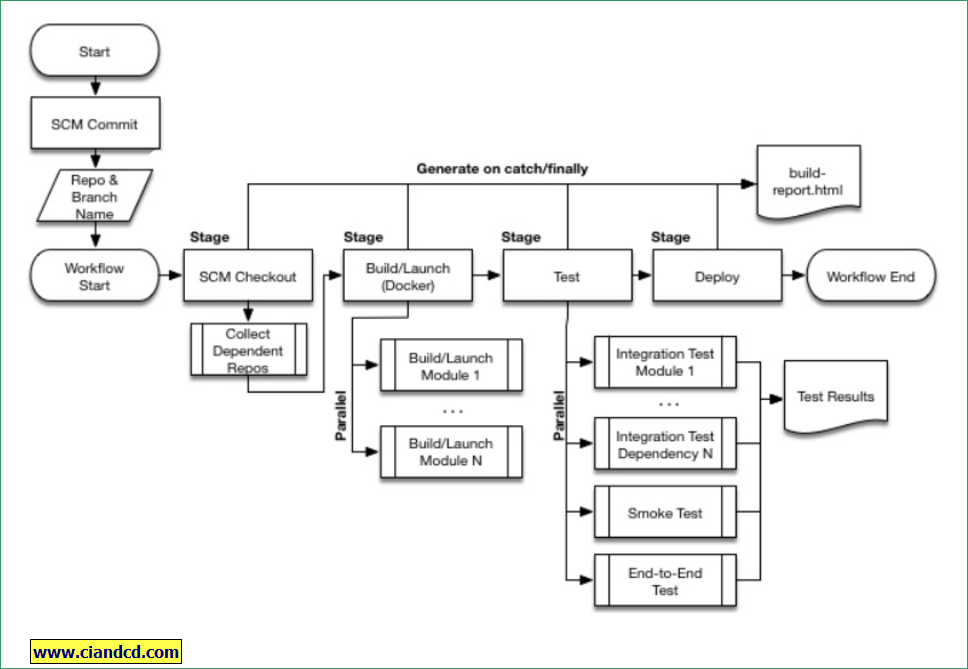 Start
SCM Commit
Repo &
Branch
Name
Workflow
Start
Generate on catch/finally
build-
report.html
Stage
SCM Checkout
Collect
Dependent
Repos
Stage
Build/Launch
(Docker)
Parallel
Build/Launch
Module 1
...
Build/Launch
Module N
Stage
Test
Parallel
Integration Test
Module 1
...
Integration Test
Dependency N
Smoke Test
End-to-End
Test
Test Results
Stage
Deploy
Workflow End
www.ciandcd.com